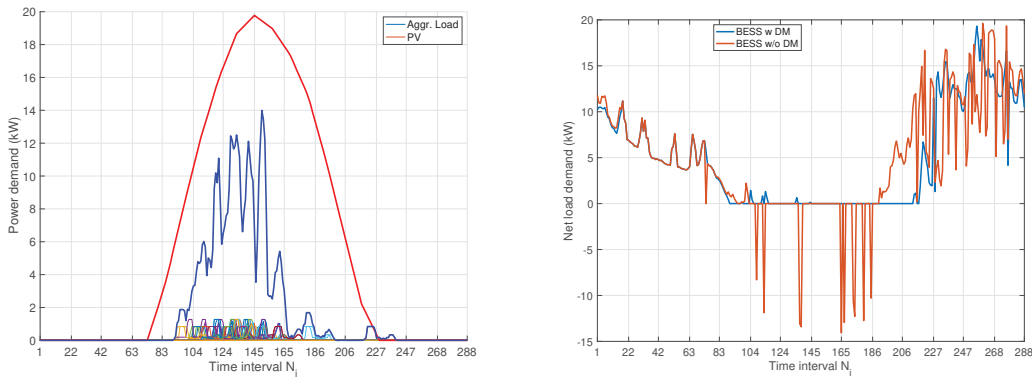 20
18
16
14
12
10
8
6
4
2
0
Power demand (kW)
Aggr. Load
PV
1 22 42 63 83 104 124 145 165 186 206 227 247 268 288
Time interval N_i
20
15
10
5
0
-5
-10
-15
Net load demand (kW)
BESS w DM
BESS w/o DM
1 22 42 63 83 104 124 145 165 186 206 227 247 268 288
Time interval N_i